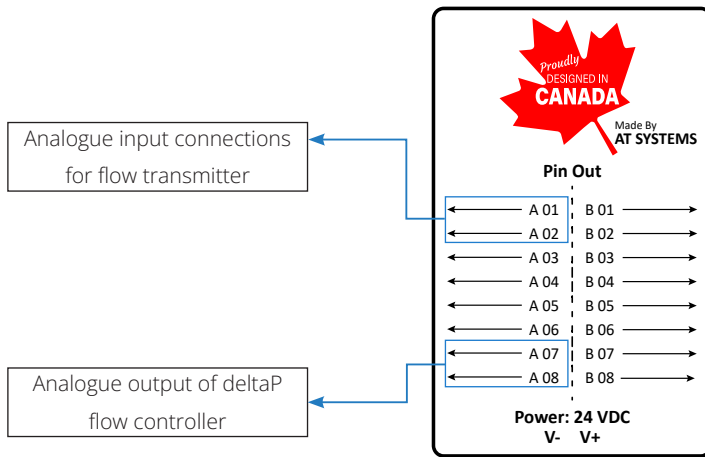 Proudly
DESIGNED IN
CANADA
Made By
AT SYSTEMS
Analogue input connections
for flow transmitter
Pin Out
A 01 B 01
A 02 B 02
A 03 B 03
A 04 B 04
A 05 B 05
A 06 B 06
A 07 B 07
A 08 B 08
Analogue output of deltaP
flow controller
Power: 24 VDC
V- V+